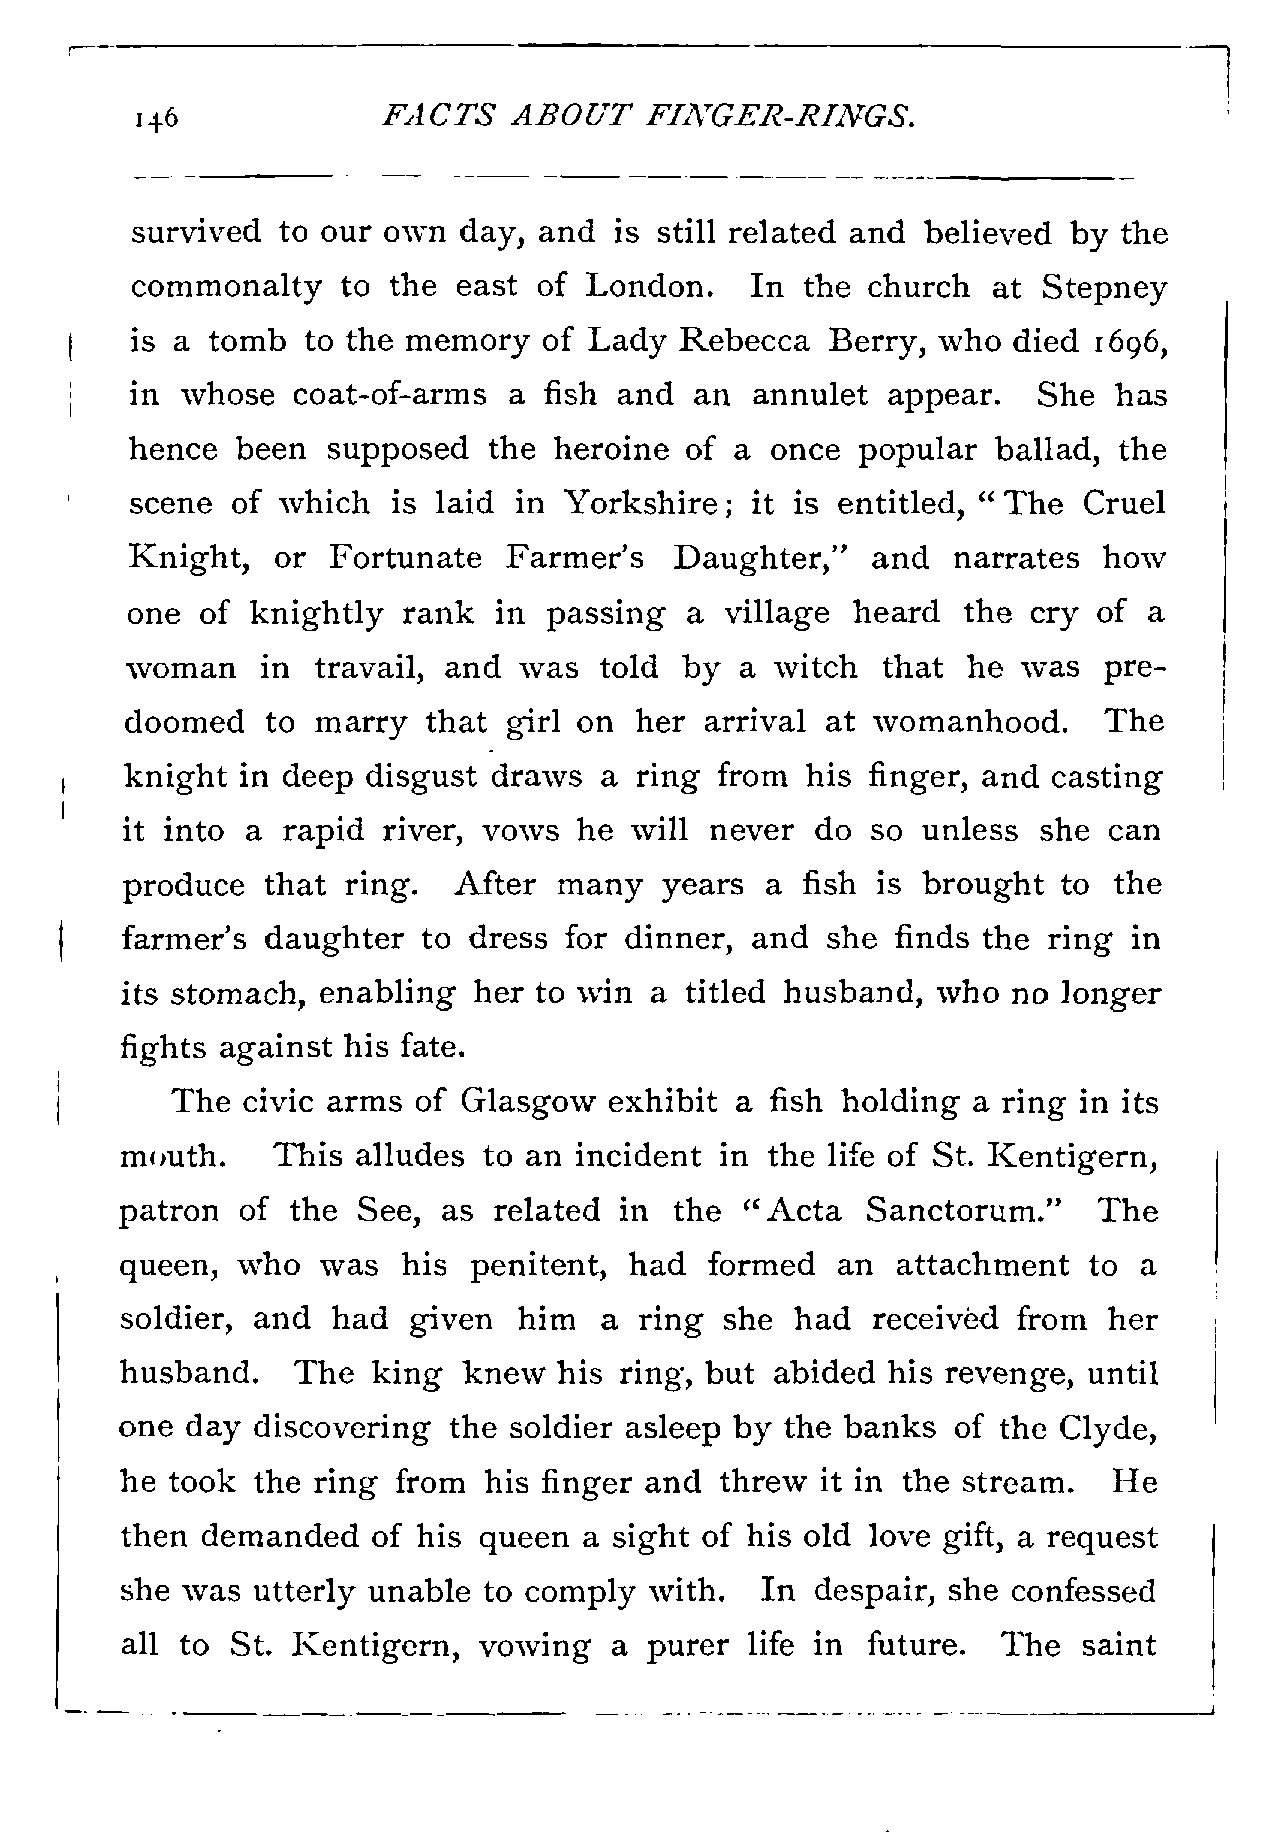 146 FACTS ABOUT FINGER-RINGS.
survived to our own day, and is still related and believed by the
commonalty to the east of London. In the church at Stepney
is a tomb to the memory of Lady Rebecca Berry, who died 1696,
in whose coat-of-arms a fish and an annulet appear. She has
hence been supposed the heroine of a once popular ballad, the
scene of which is laid in Yorkshire; it is entitled, “The Cruel
Knight, or Fortunate Farmer’s Daughter,” and narrates how
one of knightly rank in passing a village heard the cry of a
woman in travail, and was told by a witch that he was pre-
doomed to marry that girl on her arrival at womanhood. The
knight in deep disgust draws a ring from his finger, and casting
it into a rapid river, vows he will never do so unless she can
produce that ring. After many years a fish is brought to the
farmer’s daughter to dress for dinner, and she finds the ring in
its stomach, enabling her to win a titled husband, who no longer
fights against his fate.
The civic arms of Glasgow exhibit a fish holding a ring in its
mouth. This alludes to an incident in the life of St. Kentigern,
patron of the See, as related in the “Acta Sanctorum.” The
queen, who was his penitent, had formed an attachment to a
soldier, and had given him a ring she had received from her
husband. The king knew his ring, but abided his revenge, until
one day discovering the soldier asleep by the banks of the Clyde,
he took the ring from his finger and threw it in the stream. He
then demanded of his queen a sight of his old love gift, a request
she was utterly unable to comply with. In despair, she confessed
all to St. Kentigern, vowing a purer life in future. The saint